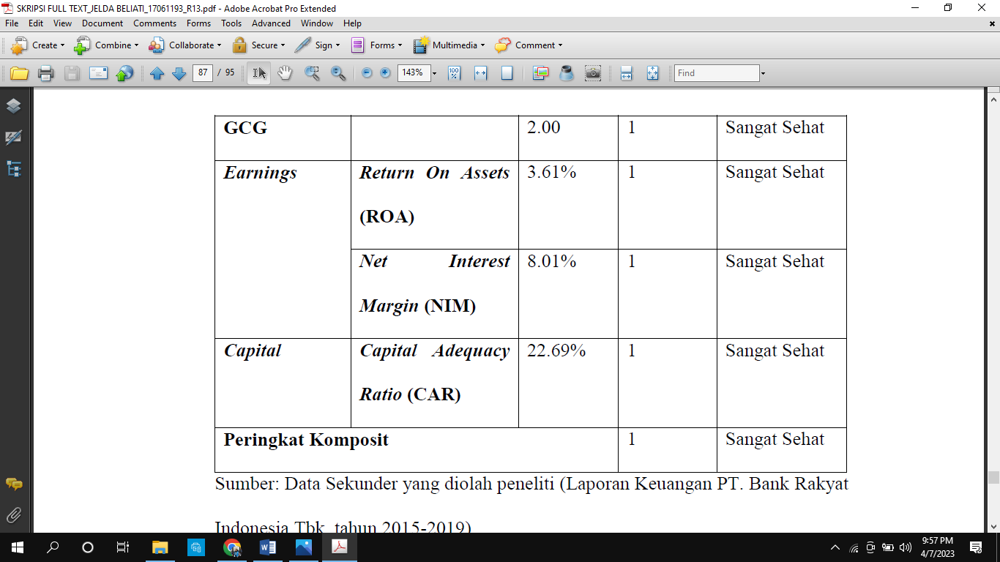 SKRIPSI FULL TEXT_JELDA BELIATI_17061193_R13.pdf - Adobe Acrobat Pro Extended
File Edit View Document Comments Forms Tools Advanced Window Help
Create Combine Collaborate Secure Sign Forms Multimedia Comment
87 / 95 143% Find
GCG 2.00 1 Sangat Sehat
Earnings Return On Assets 3.61% 1 Sangat Sehat
(ROA)
Net Interest 8.01% 1 Sangat Sehat
Margin (NIM)
Capital Capital Adequacy 22.69% 1 Sangat Sehat
Ratio (CAR)
Peringkat Komposit 1 Sangat Sehat
Sumber: Data Sekunder yang diolah peneliti (Laporan Keuangan PT. Bank Rakyat
Indonesia Tbk tahun 2015-2019)
9:57 PM
4/7/2023